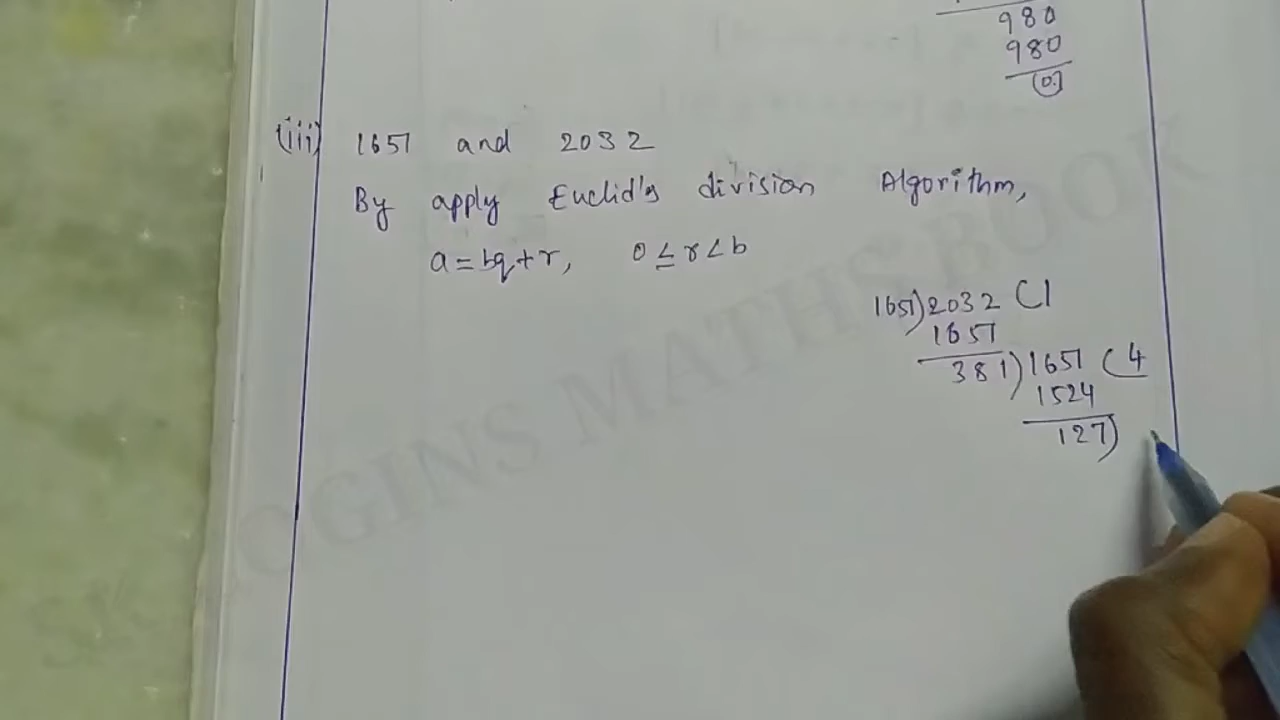 980
980
0
(iii) 1651 and 2032
By apply Euclid's division Algorithm,
a=bq+r, 0≤r<b
1651)2032(1
1651
381)1651(4
1524
127)